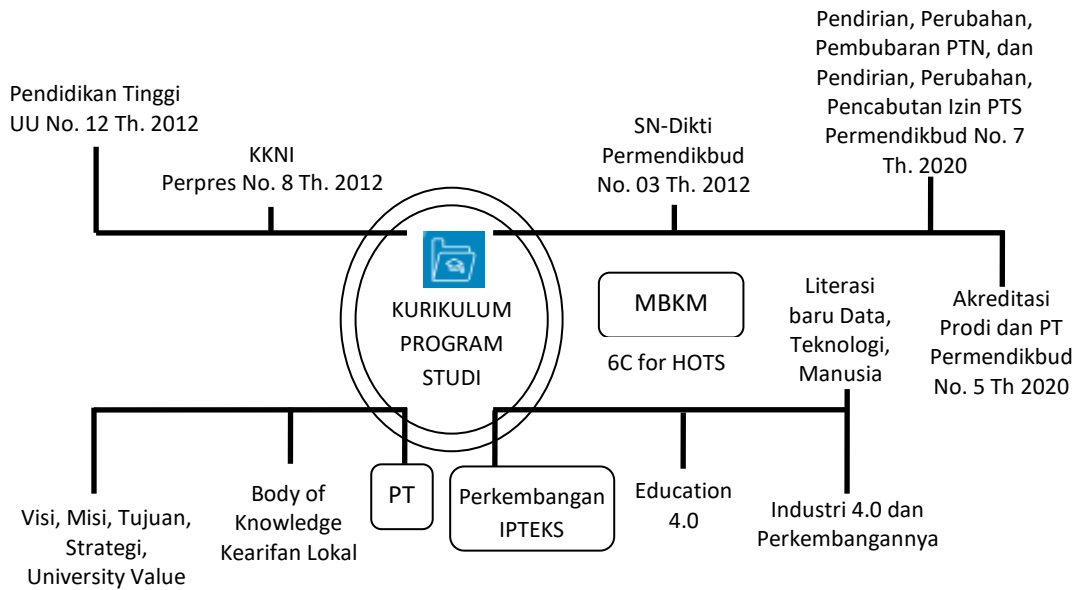 Pendidikan Tinggi
UU No. 12 Th. 2012
KKNI
Perpres No. 8 Th. 2012
SN-Dikti
Permendikbud
No. 03 Th. 2012
Pendirian, Perubahan,
Pembubaran PTN, dan
Pendirian, Perubahan,
Pencabutan Izin PTS
Permendikbud No. 7
Th. 2020
KURIKULUM
PROGRAM
STUDI
MBKM
6C for HOTS
Literasi
baru Data,
Teknologi,
Manusia
Akreditasi
Prodi dan PT
Permendikbud
No. 5 Th 2020
Visi, Misi, Tujuan,
Strategi,
University Value
Body of
Knowledge
Kearifan Lokal
PT
Perkembangan
IPTEKS
Education
4.0
Industri 4.0 dan
Perkembangannya